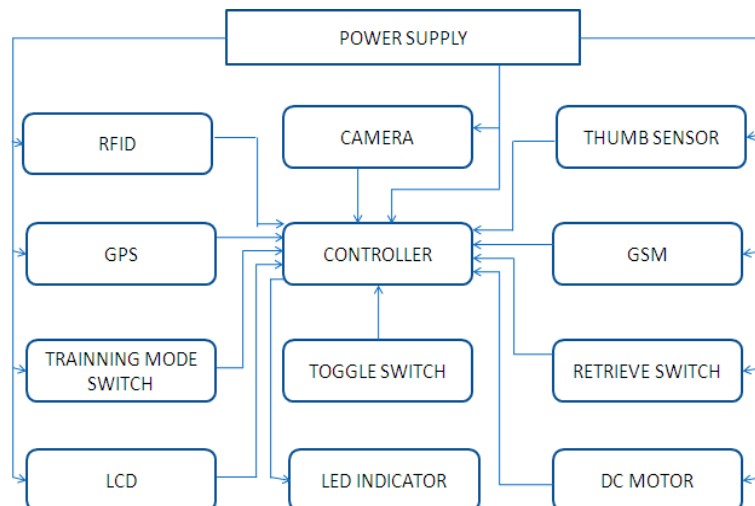 POWER SUPPLY
RFID
CAMERA
THUMB SENSOR
GPS
CONTROLLER
GSM
TRAINNING MODE
SWITCH
TOGGLE SWITCH
RETRIEVE SWITCH
LCD
LED INDICATOR
DC MOTOR